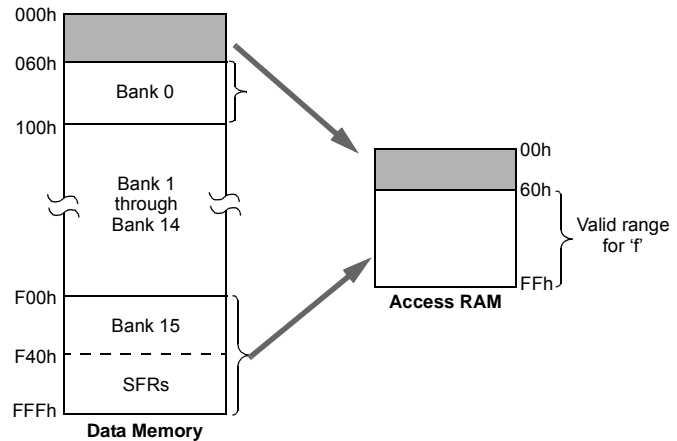 000h
060h
Bank 0
100h
Bank 1
through
Bank 14
F00h
Bank 15
F40h
SFRs
FFFh
Data Memory
00h
60h
Valid range
for ‘f’
FFh
Access RAM